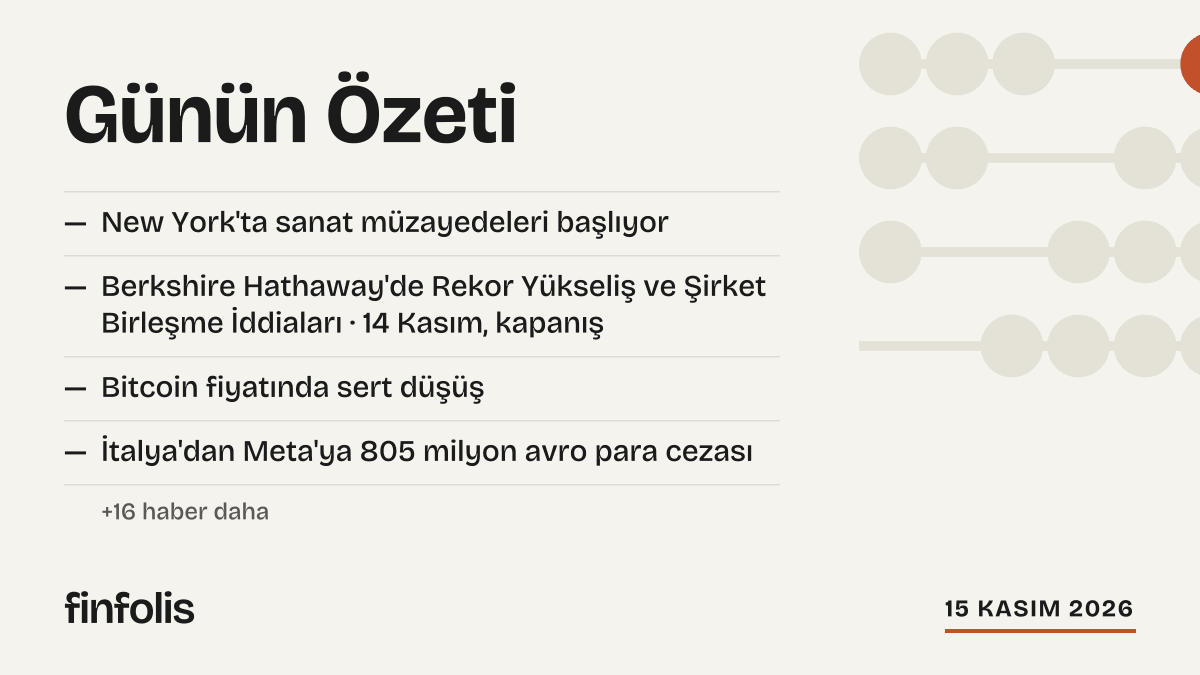 Günün Özeti
— New York'ta sanat müzayedeleri başlıyor
— Berkshire Hathaway'de Rekor Yükseliş ve Şirket
Birleşme İddiaları · 14 Kasım, kapanış
— Bitcoin fiyatında sert düşüş
— İtalya'dan Meta'ya 805 milyon avro para cezası
+16 haber daha
finfolis
15 KASIM 2026